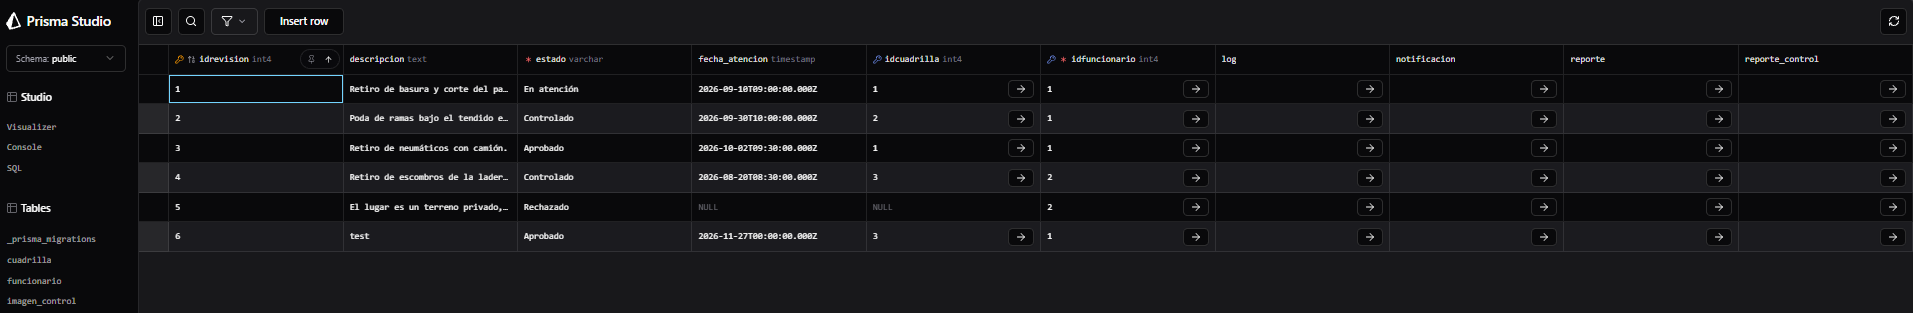 Prisma Studio
Insert row
Schema: public
Studio
Visualizer
Console
SQL
Tables
_prisma_migrations
cuadrilla
funcionario
imagen_control
idrevision int4 descripcion text * estado varchar fecha_atencion timestamp idcuadrilla int4 * idfuncionario int4 log notificacion reporte reporte_control
1 Retiro de basura y corte del pa… En atención 2026-09-10T09:00:00.000Z 1 1
2 Poda de ramas bajo el tendido e… Controlado 2026-09-30T10:00:00.000Z 2 1
3 Retiro de neumáticos con camión. Aprobado 2026-10-02T09:30:00.000Z 1 1
4 Retiro de escombros de la lader… Controlado 2026-08-20T08:30:00.000Z 3 2
5 El lugar es un terreno privado,… Rechazado NULL NULL 2
6 test Aprobado 2026-11-27T00:00:00.000Z 3 1